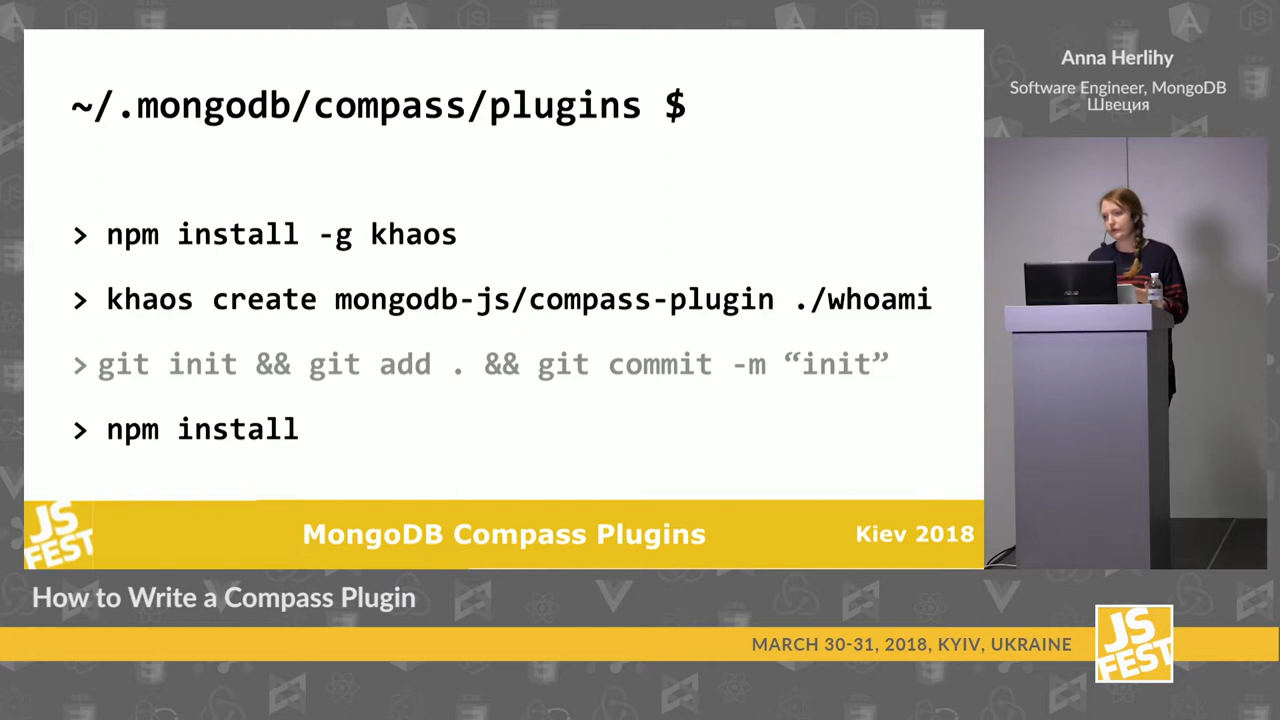 ~/.mongodb/compass/plugins $
> npm install -g khaos
> khaos create mongodb-js/compass-plugin ./whoami
> git init && git add . && git commit -m “init”
> npm install
JS
FEST
MongoDB Compass Plugins
Kiev 2018
Anna Herlihy
Software Engineer, MongoDB
Швеция
How to Write a Compass Plugin
MARCH 30-31, 2018, KYIV, UKRAINE
JS
FEST